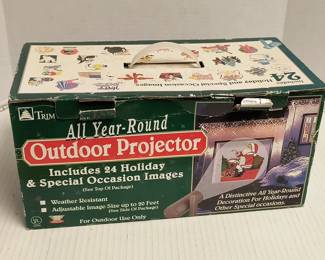 24
Includes Holiday and
Special Occasion Images
TRIM
All Year-Round
Outdoor Projector
Includes 24 Holiday
& Special Occasion Images
(See Top Of Package)
Weather Resistant
Adjustable Image Size up to 20 Feet
(See Side Of Package)
For Outdoor Use Only
A Distinctive All Year-Round
Decoration For Holidays and
Other Special occasions.